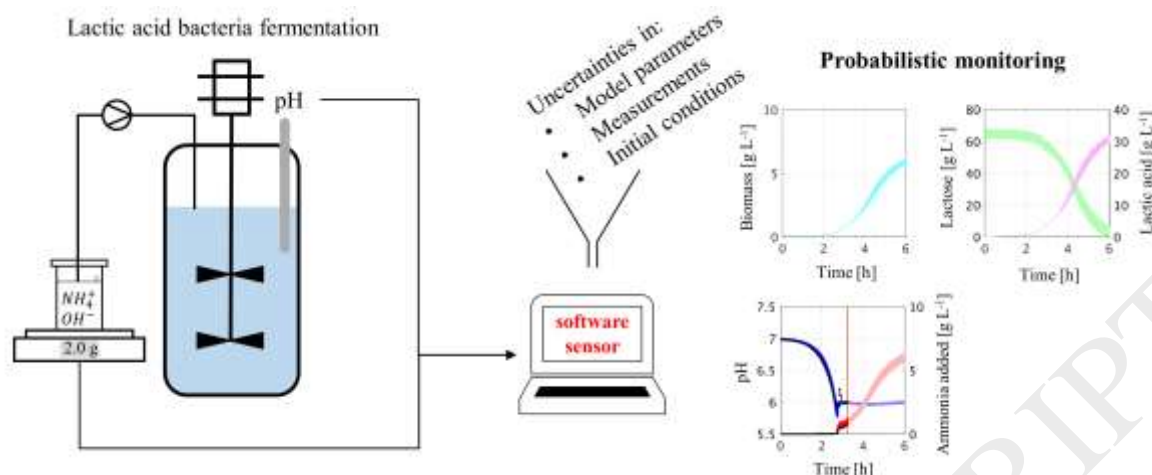 Lactic acid bacteria fermentation
pH
NH₄⁺
OH⁻
2.0 g
Uncertainties in:
• Model parameters
• Measurements
• Initial conditions
software
sensor
Probabilistic monitoring
Biomass [g L⁻¹]
10
5
0
0 2 4 6
Time [h]
Lactose [g L⁻¹]
80
60
40
20
0
0 2 4 6
Time [h]
40
30
20
10
0
Lactic acid [g L⁻¹]
pH
7.5
7
6.5
6
5.5
0 2 4 6
Time [h]
10
5
0
Ammonia added [g L⁻¹]
RIPT